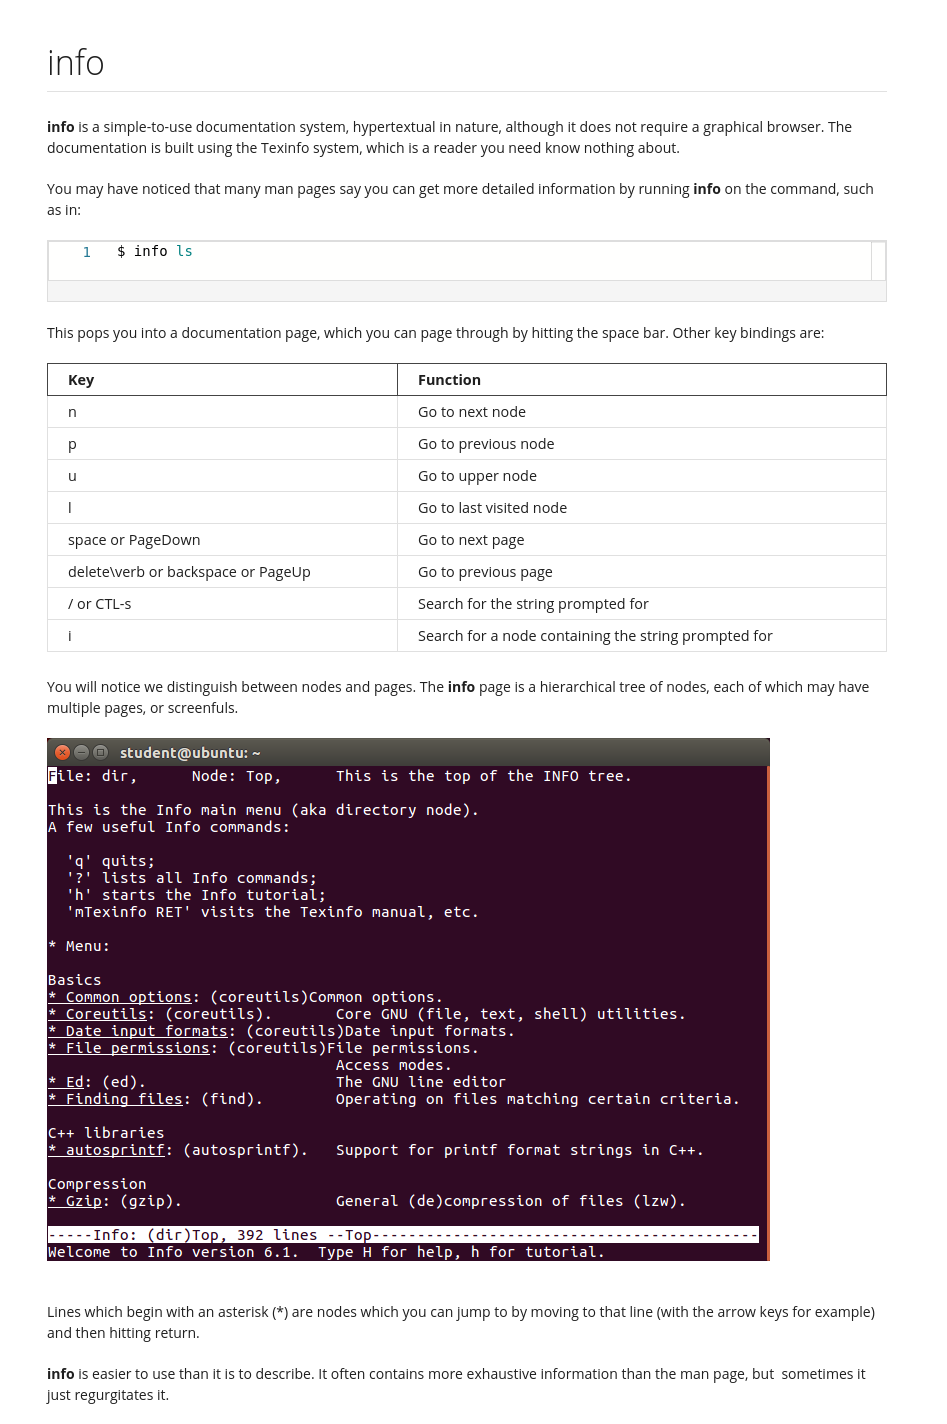 info
info is a simple-to-use documentation system, hypertextual in nature, although it does not require a graphical browser. The
documentation is built using the Texinfo system, which is a reader you need know nothing about.
You may have noticed that many man pages say you can get more detailed information by running info on the command, such
as in:
1 $ info ls
This pops you into a documentation page, which you can page through by hitting the space bar. Other key bindings are:
Key Function
n Go to next node
p Go to previous node
u Go to upper node
l Go to last visited node
space or PageDown Go to next page
delete\verb or backspace or PageUp Go to previous page
/ or CTL-s Search for the string prompted for
i Search for a node containing the string prompted for
You will notice we distinguish between nodes and pages. The info page is a hierarchical tree of nodes, each of which may have
multiple pages, or screenfuls.
student@ubuntu: ~
File: dir,      Node: Top,      This is the top of the INFO tree.
This is the Info main menu (aka directory node).
A few useful Info commands:
'q' quits;
'?' lists all Info commands;
'h' starts the Info tutorial;
'mTexinfo RET' visits the Texinfo manual, etc.
* Menu:
Basics
* Common options: (coreutils)Common options.
* Coreutils: (coreutils).       Core GNU (file, text, shell) utilities.
* Date input formats: (coreutils)Date input formats.
* File permissions: (coreutils)File permissions.
Access modes.
* Ed: (ed).                     The GNU line editor
* Finding files: (find).        Operating on files matching certain criteria.
C++ libraries
* autosprintf: (autosprintf).   Support for printf format strings in C++.
Compression
* Gzip: (gzip).                 General (de)compression of files (lzw).
-----Info: (dir)Top, 392 lines --Top-------------------------------------------
Welcome to Info version 6.1.  Type H for help, h for tutorial.
Lines which begin with an asterisk (*) are nodes which you can jump to by moving to that line (with the arrow keys for example)
and then hitting return.
info is easier to use than it is to describe. It often contains more exhaustive information than the man page, but  sometimes it
just regurgitates it.